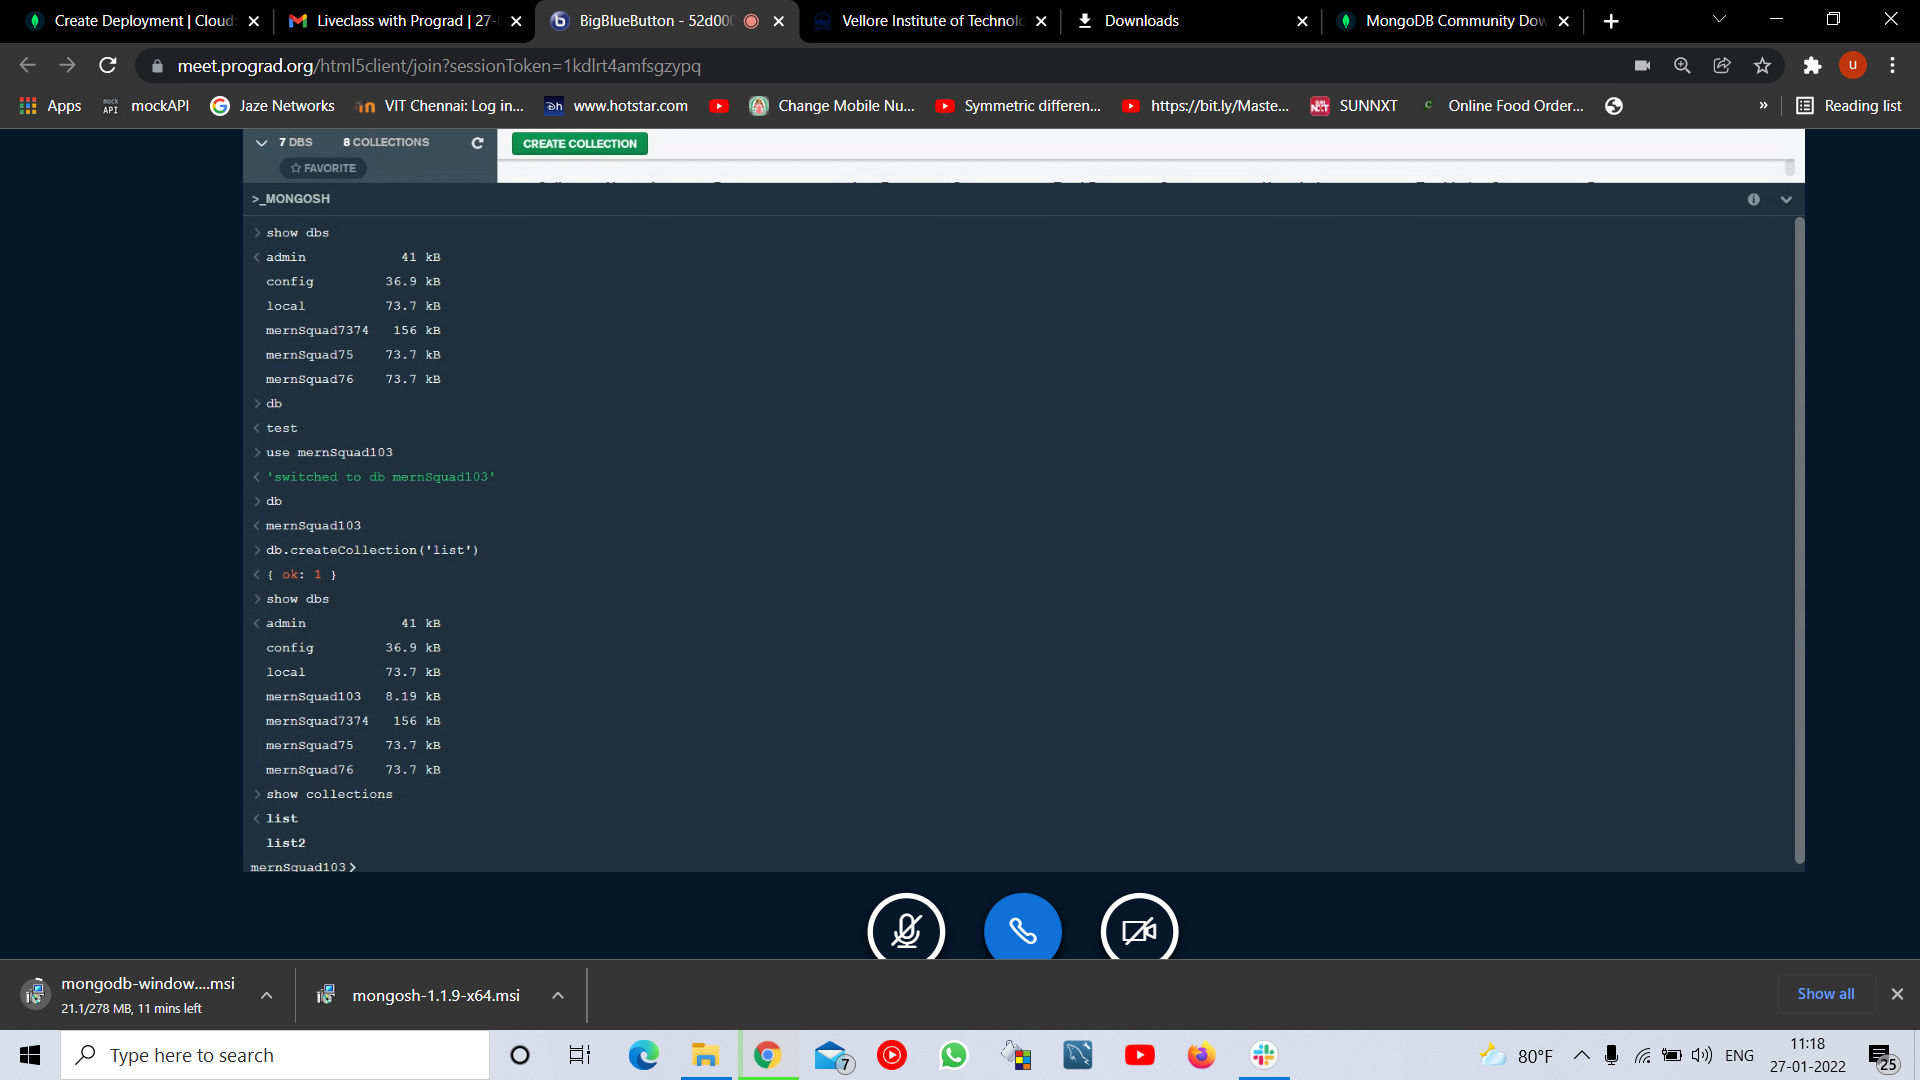 Create Deployment | Cloud
Liveclass with Prograd | 27-
BigBlueButton - 52d000
Vellore Institute of Technolo
Downloads
MongoDB Community Dow
meet.prograd.org/html5client/join?sessionToken=1kdlrt4amfsgzypq
u
Apps
mock API
mockAPI
Jaze Networks
VIT Chennai: Log in...
www.hotstar.com
Change Mobile Nu...
Symmetric differen...
https://bit.ly/Maste...
SUNNXT
Online Food Order...
»
Reading list
7 DBS
8 COLLECTIONS
CREATE COLLECTION
FAVORITE
>_MONGOSH
> show dbs
< admin 41 kB
config 36.9 kB
local 73.7 kB
mernSquad7374 156 kB
mernSquad75 73.7 kB
mernSquad76 73.7 kB
> db
< test
> use mernSquad103
< 'switched to db mernSquad103'
> db
< mernSquad103
> db.createCollection('list')
< { ok: 1 }
> show dbs
< admin 41 kB
config 36.9 kB
local 73.7 kB
mernSquad103 8.19 kB
mernSquad7374 156 kB
mernSquad75 73.7 kB
mernSquad76 73.7 kB
> show collections
< list
list2
mernSquad103>
mongodb-window....msi
21.1/278 MB, 11 mins left
mongosh-1.1.9-x64.msi
Show all
Type here to search
7
80°F
ENG
11:18
27-01-2022
25